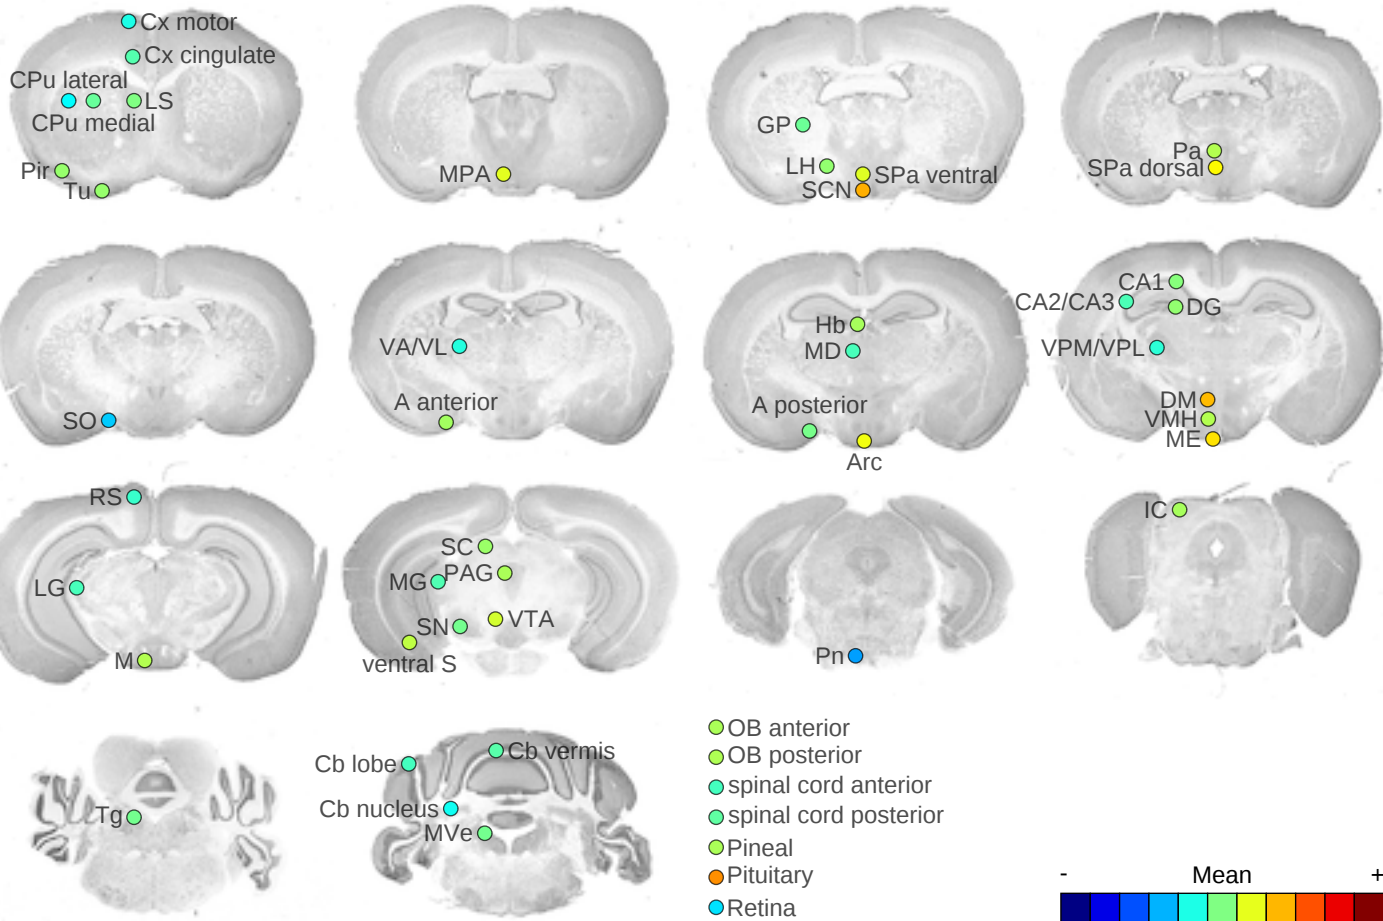 Cx motor
Cx cingulate
CPu lateral
LS
CPu medial
Pir
Tu
MPA
GP
LH
SPa ventral
SCN
Pa
SPa dorsal
SO
VA/VL
A anterior
Hb
MD
A posterior
Arc
CA1
CA2/CA3
DG
VPM/VPL
DM
VMH
ME
RS
LG
M
SC
PAG
MG
SN
VTA
ventral S
Pn
IC
Tg
Cb lobe
Cb vermis
Cb nucleus
MVe
OB anterior
OB posterior
spinal cord anterior
spinal cord posterior
Pineal
Pituitary
Retina
- Mean +